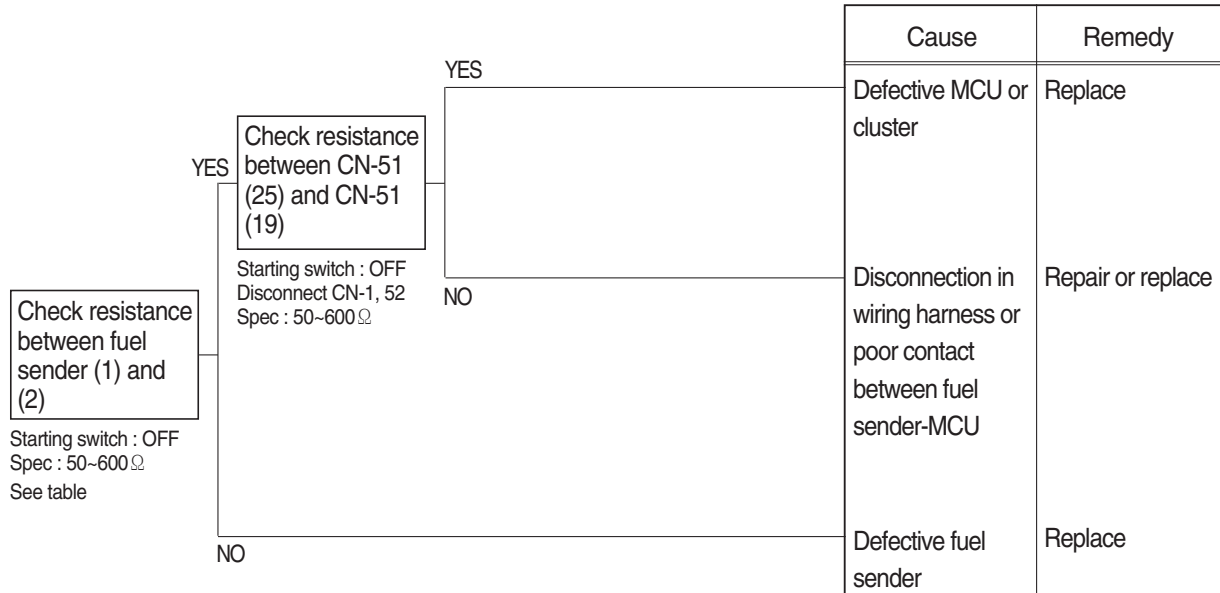 Cause
Remedy
YES
Defective MCU or
cluster
Replace
YES
Check resistance
between CN-51
(25) and CN-51
(19)
Starting switch : OFF
Disconnect CN-1, 52
Spec : 50~600Ω
NO
Disconnection in
wiring harness or
poor contact
between fuel
sender-MCU
Repair or replace
Check resistance
between fuel
sender (1) and
(2)
Starting switch : OFF
Spec : 50~600Ω
See table
NO
Defective fuel
sender
Replace